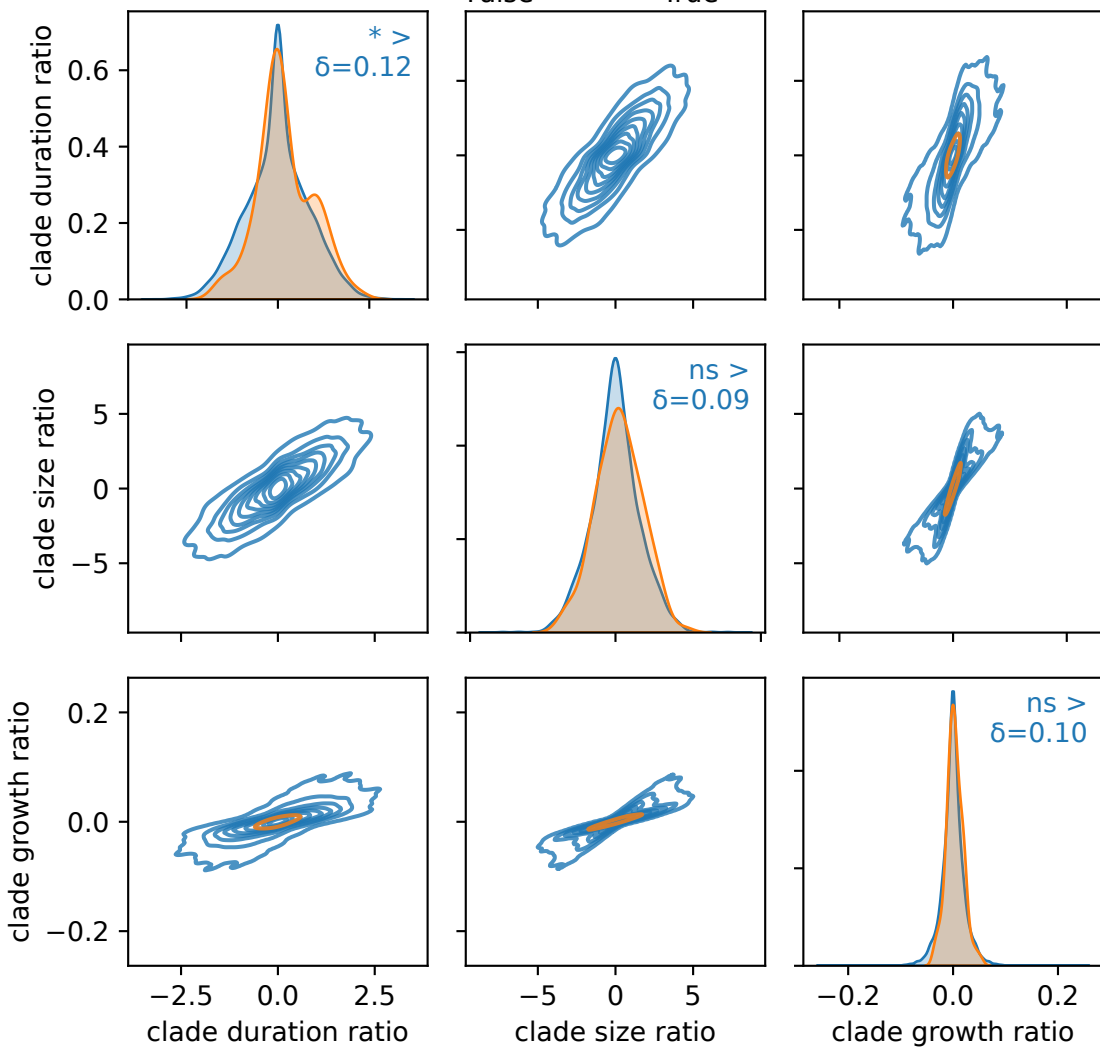 * >
δ=0.12
clade duration ratio
0.6
0.4
0.2
0.0
ns >
δ=0.09
clade size ratio
5
0
−5
ns >
δ=0.10
clade growth ratio
0.2
0.0
−0.2
−2.5 0.0 2.5
−5 0 5
−0.2 0.0 0.2
clade duration ratio
clade size ratio
clade growth ratio